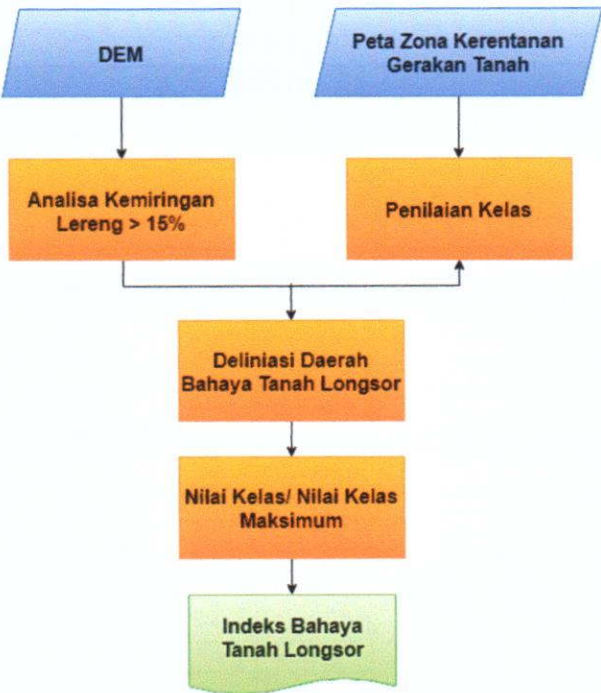 DEM
Peta Zona Kerentanan
Gerakan Tanah
Analisa Kemiringan
Lereng > 15%
Penilaian Kelas
Deliniasi Daerah
Bahaya Tanah Longsor
Nilai Kelas/ Nilai Kelas
Maksimum
Indeks Bahaya
Tanah Longsor